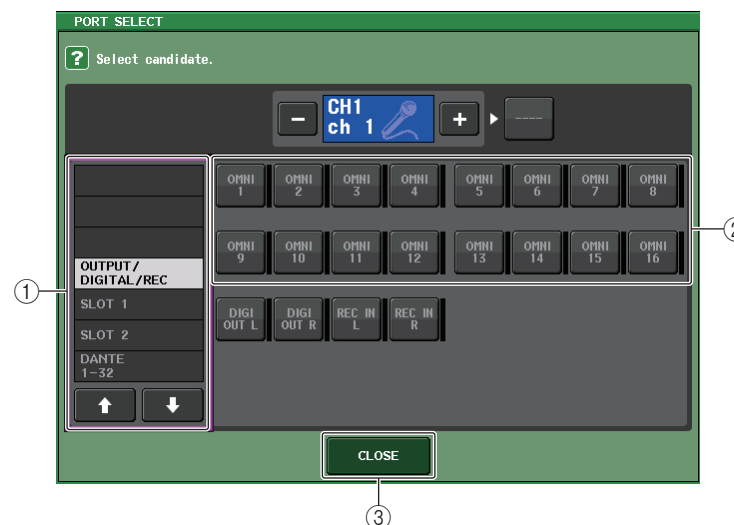 PORT SELECT
? Select candidate.
− CH1 +
ch 1
----
OMNI 1 OMNI 2 OMNI 3 OMNI 4 OMNI 5 OMNI 6 OMNI 7 OMNI 8
OMNI 9 OMNI 10 OMNI 11 OMNI 12 OMNI 13 OMNI 14 OMNI 15 OMNI 16
2
OUTPUT/
DIGITAL/REC
1
SLOT 1
SLOT 2
DANTE
1-32
DIGI OUT L DIGI OUT R REC IN L REC IN R
CLOSE
3